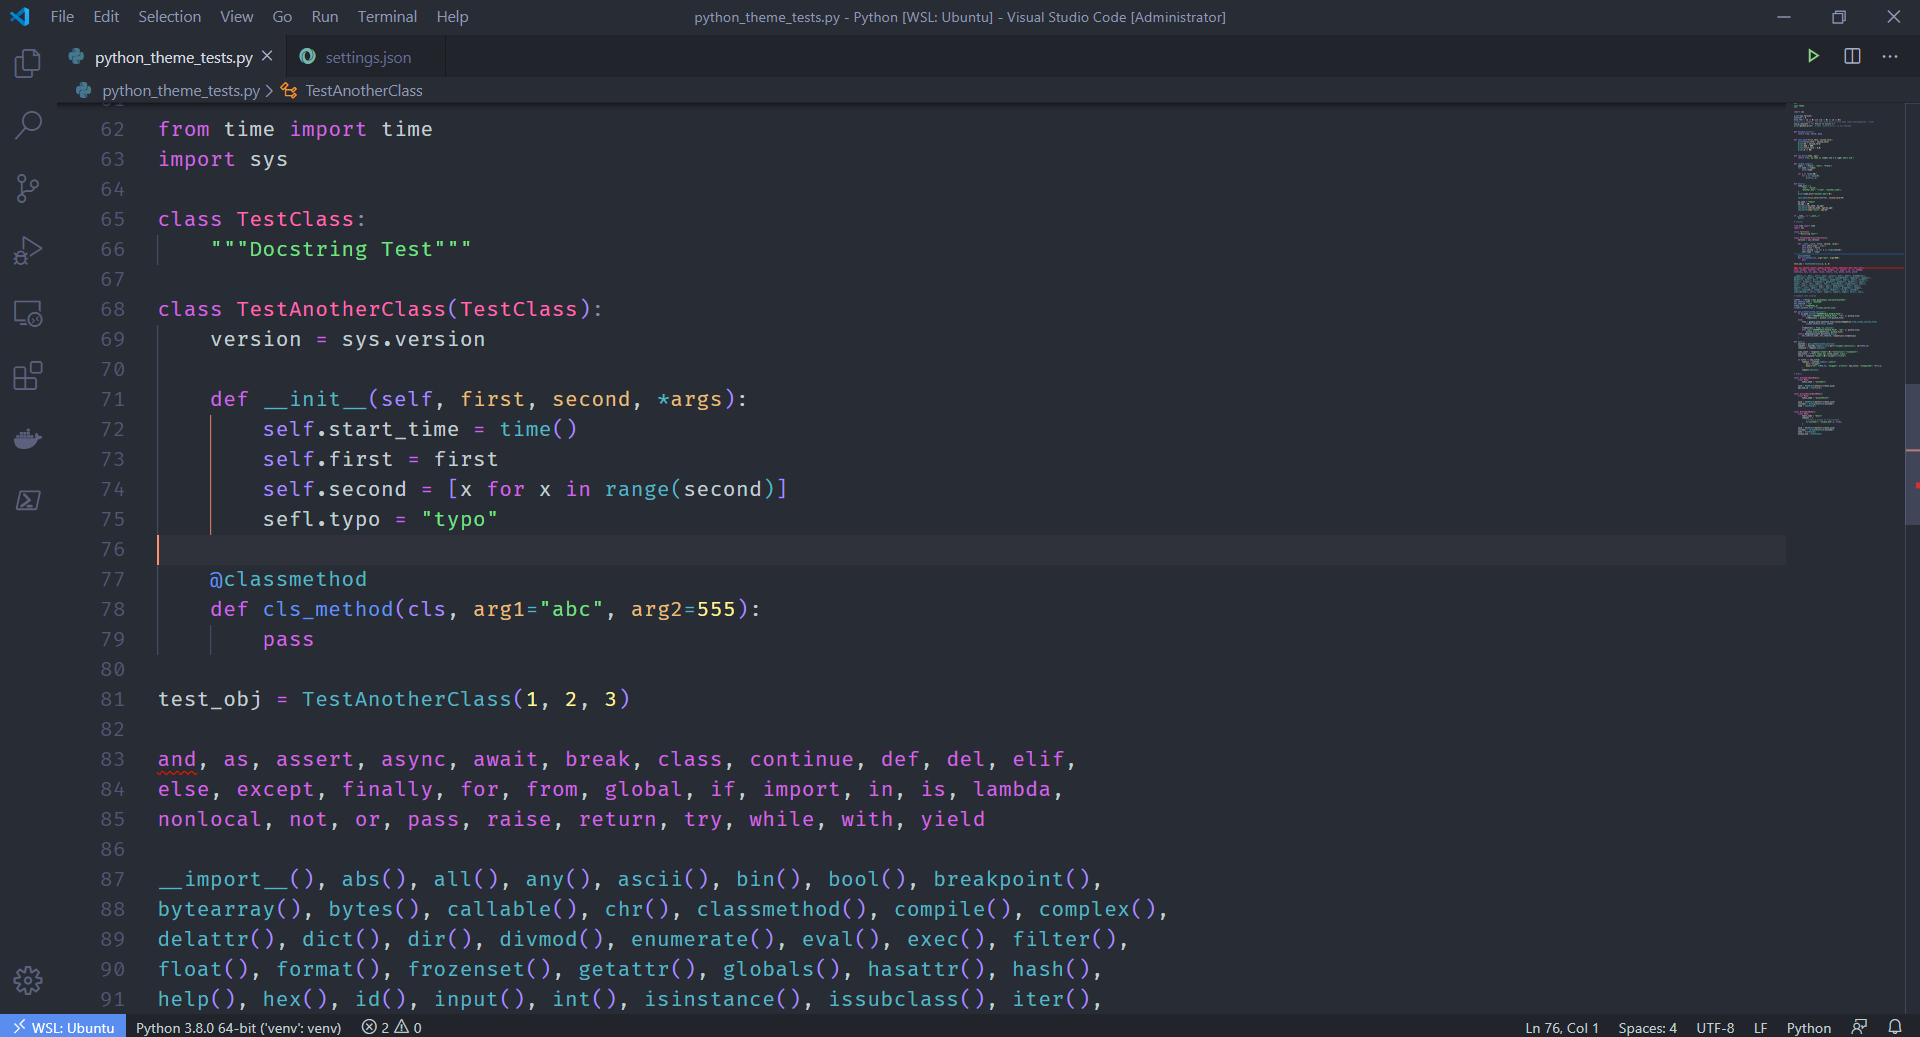 File Edit Selection View Go Run Terminal Help python_theme_tests.py - Python [WSL: Ubuntu] - Visual Studio Code [Administrator]
python_theme_tests.py settings.json
python_theme_tests.py > TestAnotherClass
62 from time import time
63 import sys
64
65 class TestClass:
66     """Docstring Test"""
67
68 class TestAnotherClass(TestClass):
69     version = sys.version
70
71     def __init__(self, first, second, *args):
72         self.start_time = time()
73         self.first = first
74         self.second = [x for x in range(second)]
75         sefl.typo = "typo"
76
77     @classmethod
78     def cls_method(cls, arg1="abc", arg2=555):
79         pass
80
81 test_obj = TestAnotherClass(1, 2, 3)
82
83 and, as, assert, async, await, break, class, continue, def, del, elif,
84 else, except, finally, for, from, global, if, import, in, is, lambda,
85 nonlocal, not, or, pass, raise, return, try, while, with, yield
86
87 __import__(), abs(), all(), any(), ascii(), bin(), bool(), breakpoint(),
88 bytearray(), bytes(), callable(), chr(), classmethod(), compile(), complex(),
89 delattr(), dict(), dir(), divmod(), enumerate(), eval(), exec(), filter(),
90 float(), format(), frozenset(), getattr(), globals(), hasattr(), hash(),
91 help(), hex(), id(), input(), int(), isinstance(), issubclass(), iter(),
WSL: Ubuntu Python 3.8.0 64-bit ('venv': venv) 2 0 Ln 76, Col 1 Spaces: 4 UTF-8 LF Python